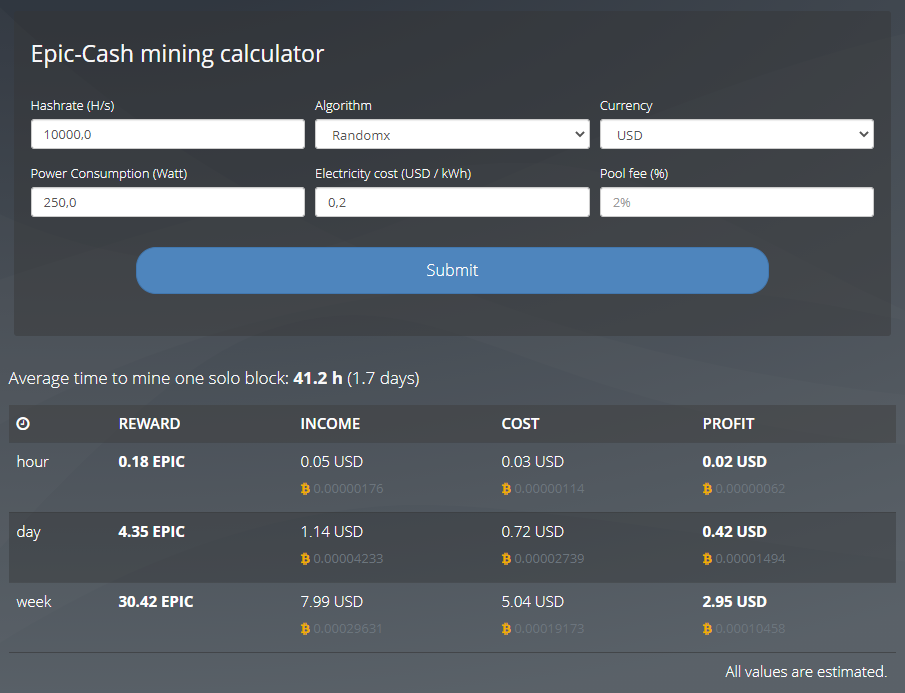 Epic-Cash mining calculator
Hashrate (H/s) Algorithm Currency
10000,0 Randomx USD
Power Consumption (Watt) Electricity cost (USD / kWh) Pool fee (%)
250,0 0,2 2%
Submit
Average time to mine one solo block: 41.2 h (1.7 days)
REWARD INCOME COST PROFIT
hour 0.18 EPIC 0.05 USD 0.03 USD 0.02 USD
0.00000176 0.00000114 0.00000062
day 4.35 EPIC 1.14 USD 0.72 USD 0.42 USD
0.00004233 0.00002739 0.00001494
week 30.42 EPIC 7.99 USD 5.04 USD 2.95 USD
0.00029631 0.00019173 0.00010458
All values are estimated.